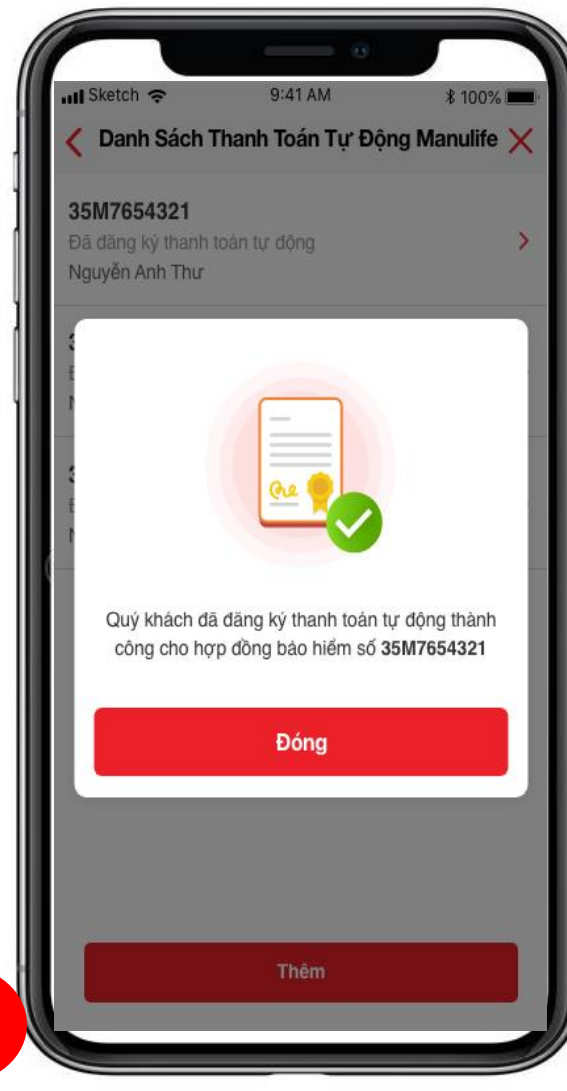 Sketch 9:41 AM 100%
Danh Sách Thanh Toán Tự Động Manulife
35M7654321
Đã đăng ký thanh toán tự động
Nguyễn Anh Thư
Quý khách đã đăng ký thanh toán tự động thành
công cho hợp đồng bảo hiểm số 35M7654321
Đóng
Thêm